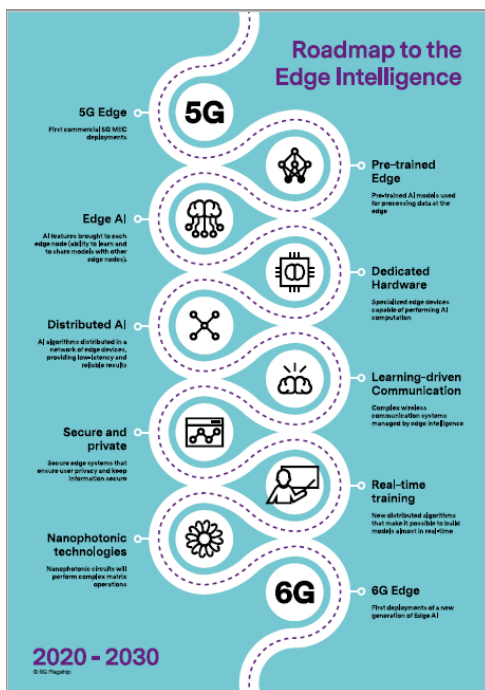 Roadmap to the
Edge Intelligence
5G Edge
First commercial 5G MEC
deployments
5G
Pre-trained
Edge
Pre-trained AI models used
for processing data at the
edge
Edge AI
AI features brought to each
edge node (ability to learn and
to share models with other
edge nodes).
Dedicated
Hardware
Specialized edge devices
capable of performing AI
computation
Distributed AI
AI algorithms distributed in a
network of edge devices,
providing low-latency and
reliable results
Learning-driven
Communication
Complex wireless
communication systems
managed by edge intelligence
Secure and
private
Secure edge systems that
ensure user privacy and keep
information secure
Real-time
training
New distributed algorithms
that make it possible to build
models almost in real-time
Nanophotonic
technologies
Nanophotonic circuits will
perform complex matrix
operations
6G
6G Edge
First deployments of a new
generation of Edge AI
2020 - 2030
© 6G Flagship